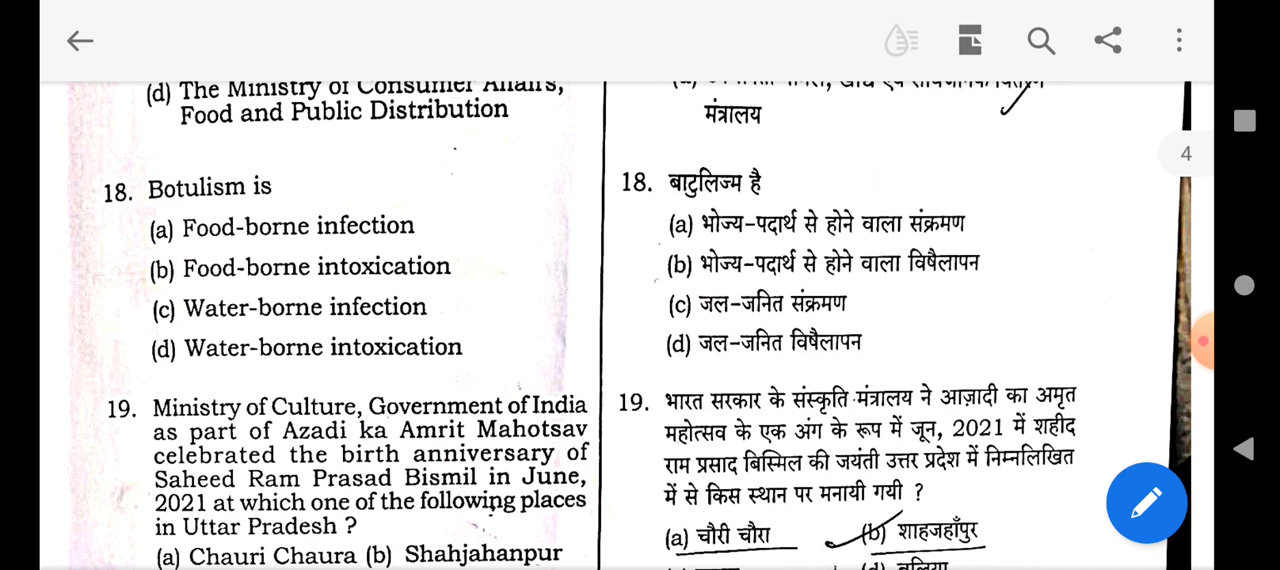 (d) The Ministry of Consumer Affairs,
Food and Public Distribution
18. Botulism is
(a) Food-borne infection
(b) Food-borne intoxication
(c) Water-borne infection
(d) Water-borne intoxication
19. Ministry of Culture, Government of India
as part of Azadi ka Amrit Mahotsav
celebrated the birth anniversary of
Saheed Ram Prasad Bismil in June,
2021 at which one of the following places
in Uttar Pradesh ?
(a) Chauri Chaura (b) Shahjahanpur
मंत्रालय
4
18. बाटुलिज्म है
(a) भोज्य-पदार्थ से होने वाला संक्रमण
(b) भोज्य-पदार्थ से होने वाला विषैलापन
(c) जल-जनित संक्रमण
(d) जल-जनित विषैलापन
19. भारत सरकार के संस्कृति मंत्रालय ने आज़ादी का अमृत
महोत्सव के एक अंग के रूप में जून, 2021 में शहीद
राम प्रसाद बिस्मिल की जयंती उत्तर प्रदेश में निम्नलिखित
में से किस स्थान पर मनायी गयी ?
(a) चौरी चौरा (b) शाहजहाँपुर
(d) बलिया